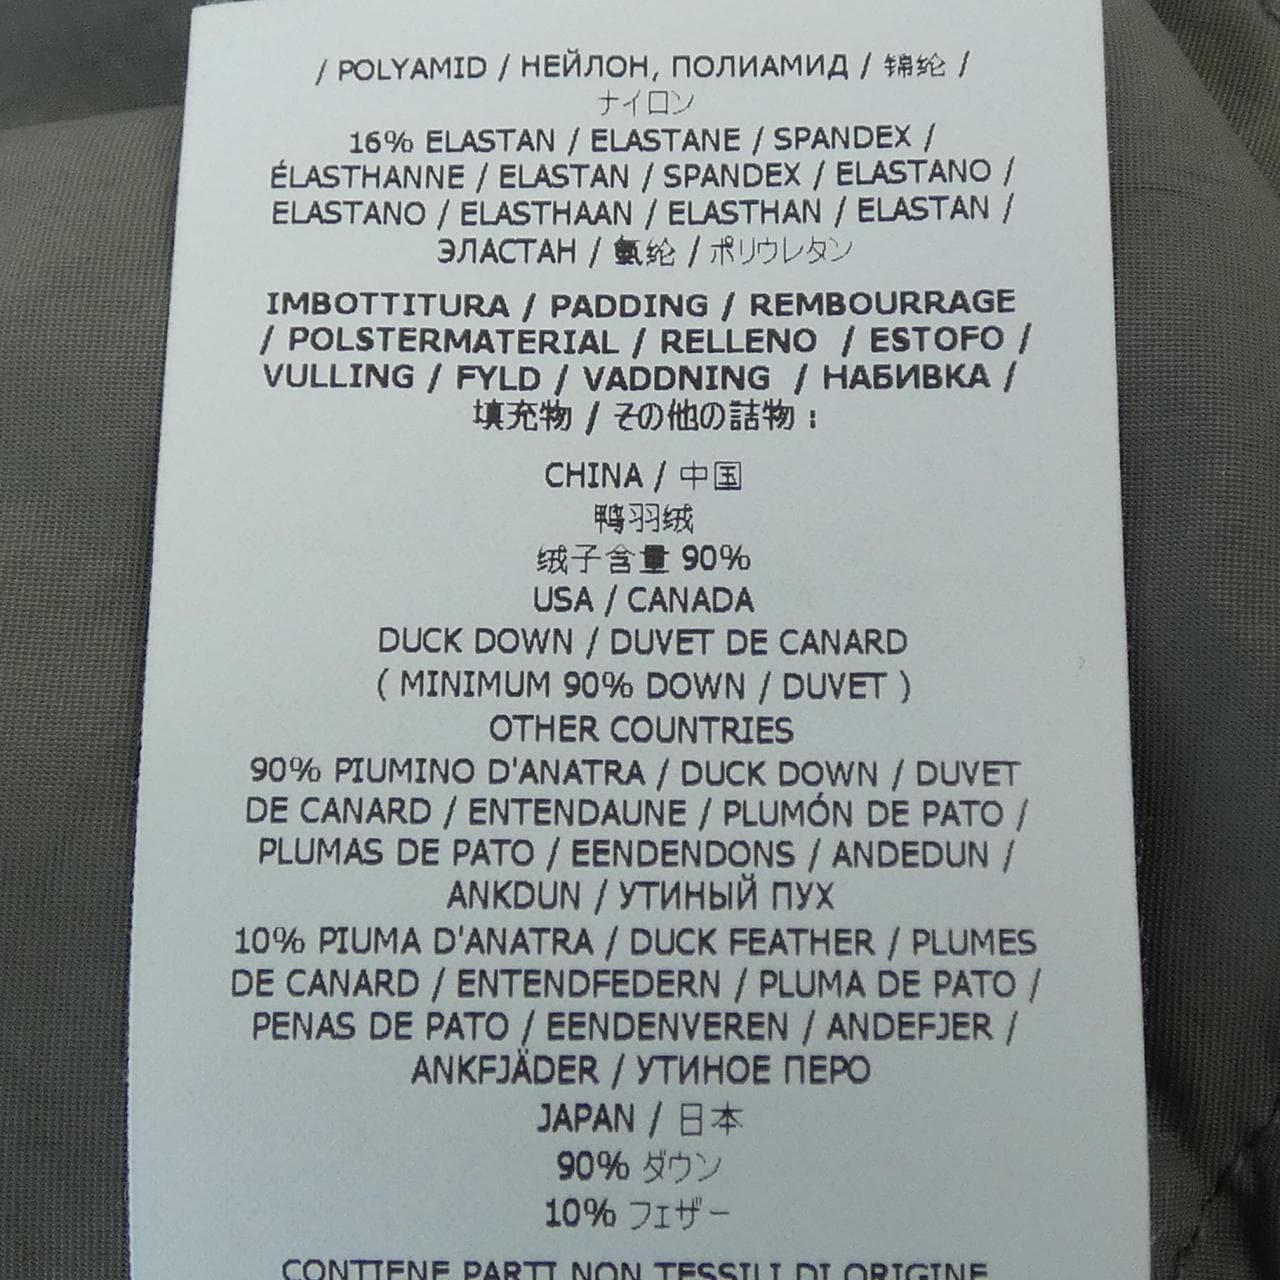 / POLYAMID / НЕЙЛОН, ПОЛИАМИД / 锦纶 /
ナイロン
16% ELASTAN / ELASTANE / SPANDEX /
ÉLASTHANNE / ELASTAN / SPANDEX / ELASTANO /
ELASTANO / ELASTHAAN / ELASTHAN / ELASTAN /
ЭЛАСТАН / 氨纶 / ポリウレタン
IMBOTTITURA / PADDING / REMBOURRAGE
/ POLSTERMATERIAL / RELLENO / ESTOFO /
VULLING / FYLD / VADDNING / НАБИВКА /
填充物 / その他の詰物 :
CHINA / 中国
鸭羽绒
绒子含量 90%
USA / CANADA
DUCK DOWN / DUVET DE CANARD
( MINIMUM 90% DOWN / DUVET )
OTHER COUNTRIES
90% PIUMINO D'ANATRA / DUCK DOWN / DUVET
DE CANARD / ENTENDAUNE / PLUMÓN DE PATO /
PLUMAS DE PATO / EENDENDONS / ANDEDUN /
ANKDUN / УТИНЫЙ ПУХ
10% PIUMA D'ANATRA / DUCK FEATHER / PLUMES
DE CANARD / ENTENDFEDERN / PLUMA DE PATO /
PENAS DE PATO / EENDENVEREN / ANDEFJER /
ANKFJÄDER / УТИНОЕ ПЕРО
JAPAN / 日本
90% ダウン
10% フェザー
CONTIENE PARTI NON TESSILI DI ORIGINE